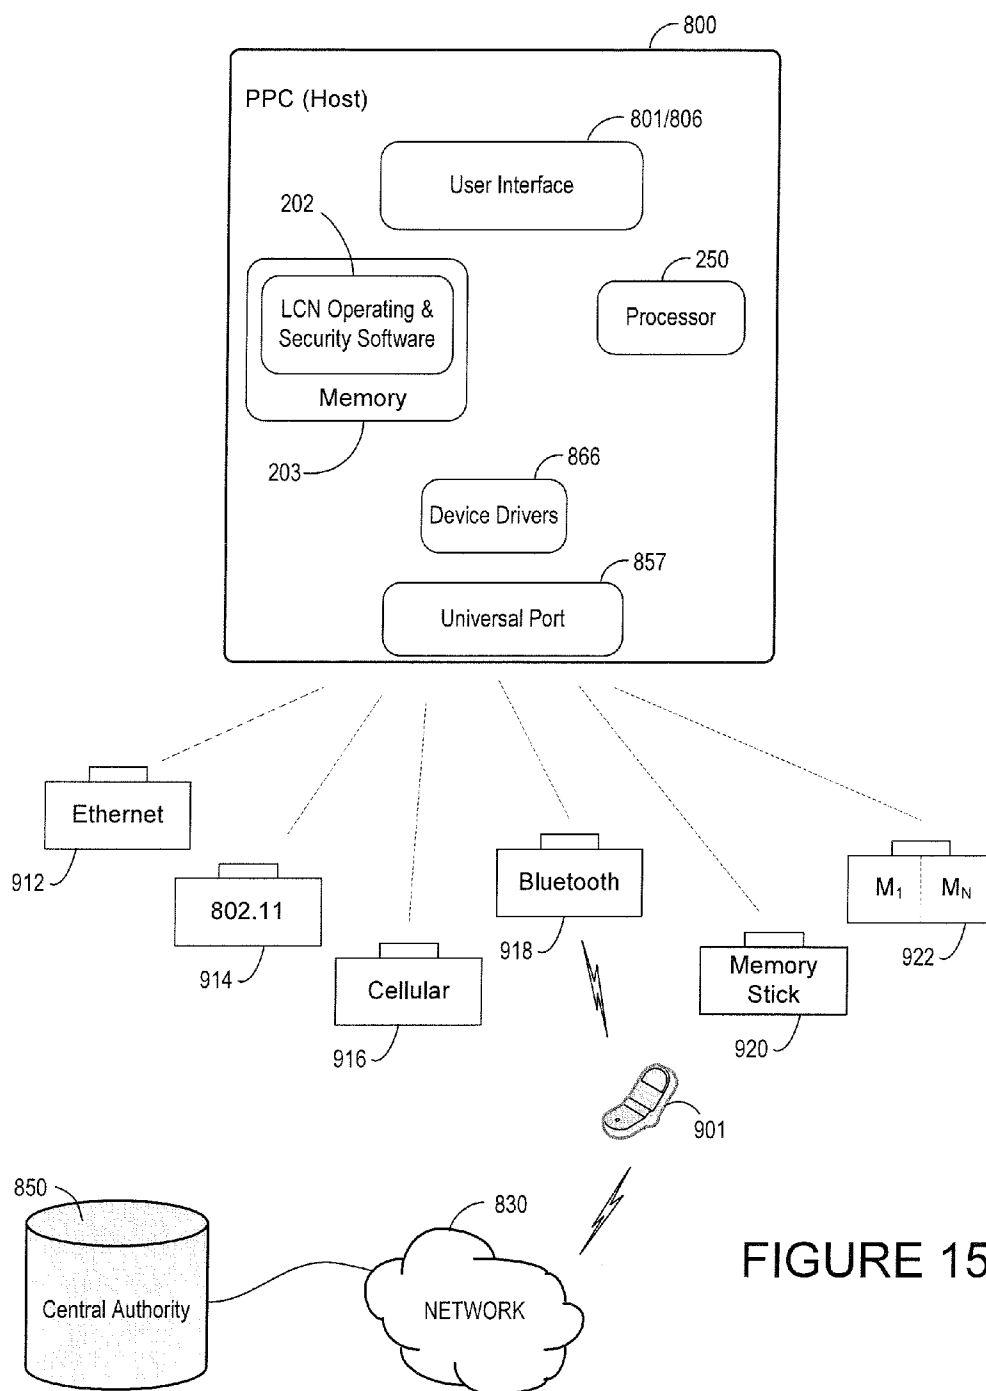 800
PPC (Host)
801/806
User Interface
202
250
LCN Operating &
Security Software
Processor
Memory
203
866
Device Drivers
857
Universal Port
Ethernet
912
802.11
914
Cellular
916
Bluetooth
918
Memory
Stick
920
M1
MN
922
901
850
830
Central Authority
NETWORK
FIGURE 15